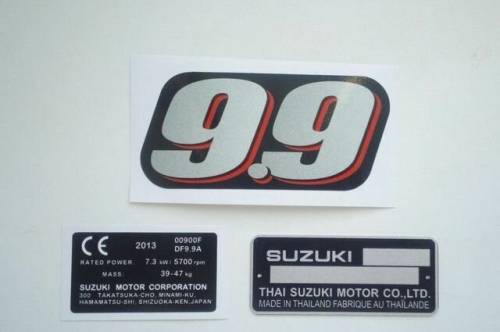 9.9
CE 2013 00900F
DF9.9A
RATED POWER: 7.3 kW: 5700 rpm
MASS: 39-47 kg
SUZUKI MOTOR CORPORATION
300 TAKATSUKA-CHO, MINAMI-KU,
HAMAMATSU-SHI, SHIZUOKA-KEN, JAPAN
SUZUKI
THAI SUZUKI MOTOR CO.,LTD.
MADE IN THAILAND FABRIQUE AU THAÏLANDE